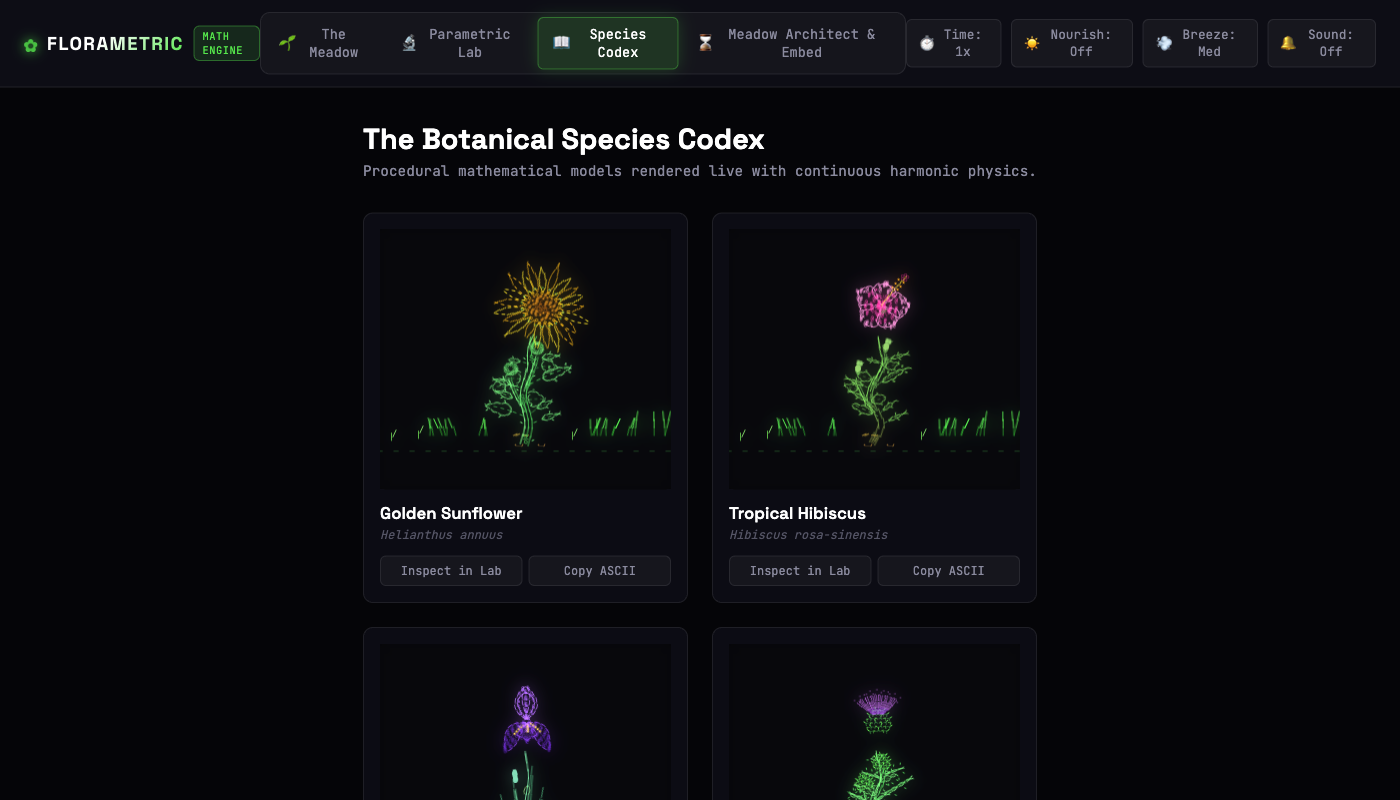 FLORAMETRIC
MATH
ENGINE
The
Meadow
Parametric
Lab
Species
Codex
Meadow Architect &
Embed
Time:
1x
Nourish:
Off
Breeze:
Med
Sound:
Off
The Botanical Species Codex
Procedural mathematical models rendered live with continuous harmonic physics.
Golden Sunflower
Helianthus annuus
Inspect in Lab
Copy ASCII
Tropical Hibiscus
Hibiscus rosa-sinensis
Inspect in Lab
Copy ASCII